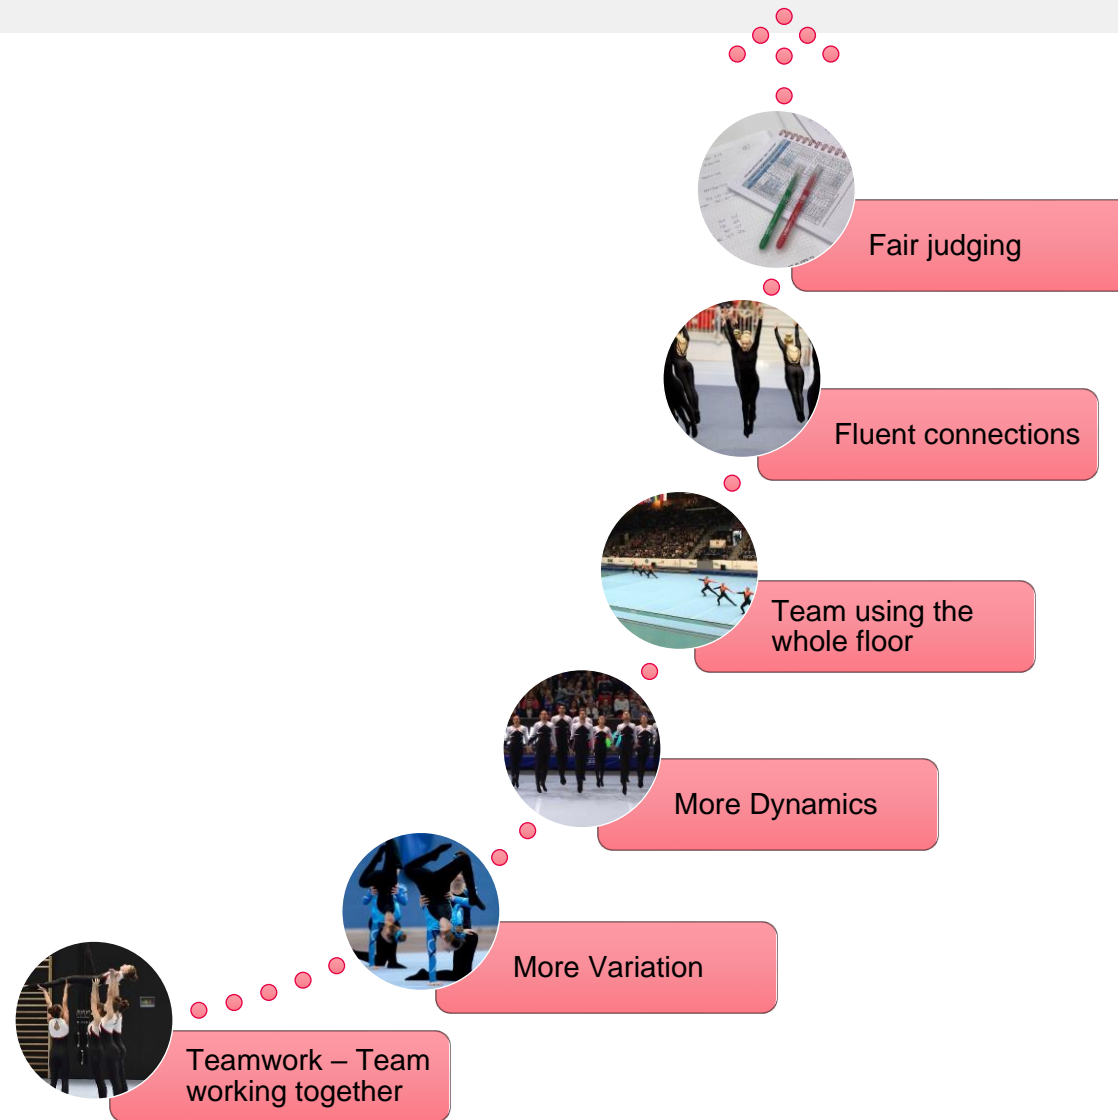 Fair judging
Fluent connections
Team using the
whole floor
More Dynamics
More Variation
Teamwork – Team
working together